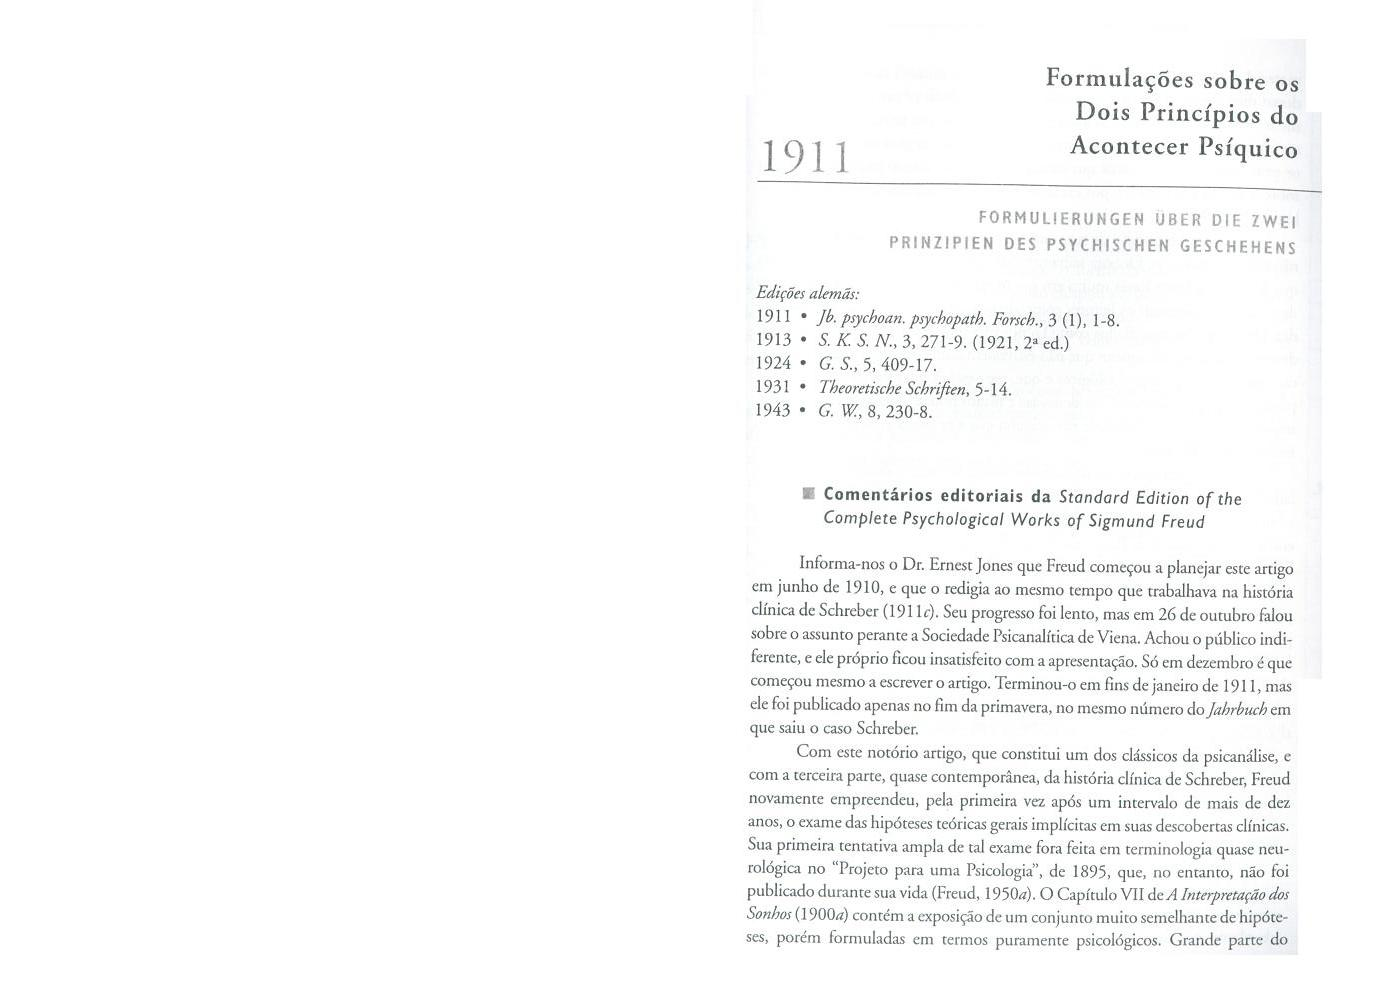 Formulações sobre os
Dois Princípios do
Acontecer Psíquico
1911
FORMULIERUNGEN ÜBER DIE ZWEI
PRINZIPIEN DES PSYCHISCHEN GESCHEHENS
Edições alemãs:
1911 • Jb. psychoan. psychopath. Forsch., 3 (1), 1-8.
1913 • S. K. S. N., 3, 271-9. (1921, 2ª ed.)
1924 • G. S., 5, 409-17.
1931 • Theoretische Schriften, 5-14.
1943 • G. W., 8, 230-8.
■ Comentários editoriais da Standard Edition of the
Complete Psychological Works of Sigmund Freud
Informa-nos o Dr. Ernest Jones que Freud começou a planejar este artigo
em junho de 1910, e que o redigia ao mesmo tempo que trabalhava na história
clínica de Schreber (1911c). Seu progresso foi lento, mas em 26 de outubro falou
sobre o assunto perante a Sociedade Psicanalítica de Viena. Achou o público indi-
ferente, e ele próprio ficou insatisfeito com a apresentação. Só em dezembro é que
começou mesmo a escrever o artigo. Terminou-o em fins de janeiro de 1911, mas
ele foi publicado apenas no fim da primavera, no mesmo número do Jahrbuch em
que saiu o caso Schreber.
Com este notório artigo, que constitui um dos clássicos da psicanálise, e
com a terceira parte, quase contemporânea, da história clínica de Schreber, Freud
novamente empreendeu, pela primeira vez após um intervalo de mais de dez
anos, o exame das hipóteses teóricas gerais implícitas em suas descobertas clínicas.
Sua primeira tentativa ampla de tal exame fora feita em terminologia quase neu-
rológica no “Projeto para uma Psicologia”, de 1895, que, no entanto, não foi
publicado durante sua vida (Freud, 1950a). O Capítulo VII de A Interpretação dos
Sonhos (1900a) contém a exposição de um conjunto muito semelhante de hipóte-
ses, porém formuladas em termos puramente psicológicos. Grande parte do